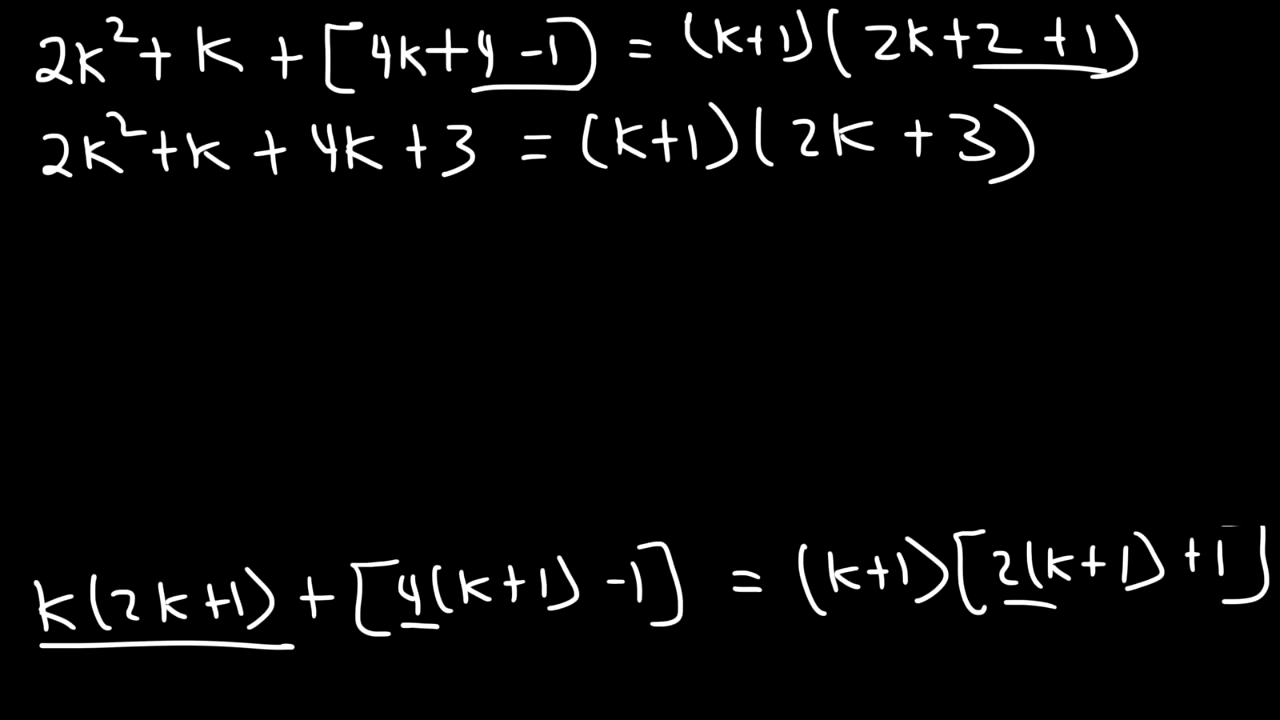 2k² + k + [4k + 4 - 1) = (k+1)(2k + 2 + 1)
2k² + k + 4k + 3 = (k+1)(2k + 3)
k(2k+1) + [4(k+1) - 1] = (k+1)[2(k+1) + 1]